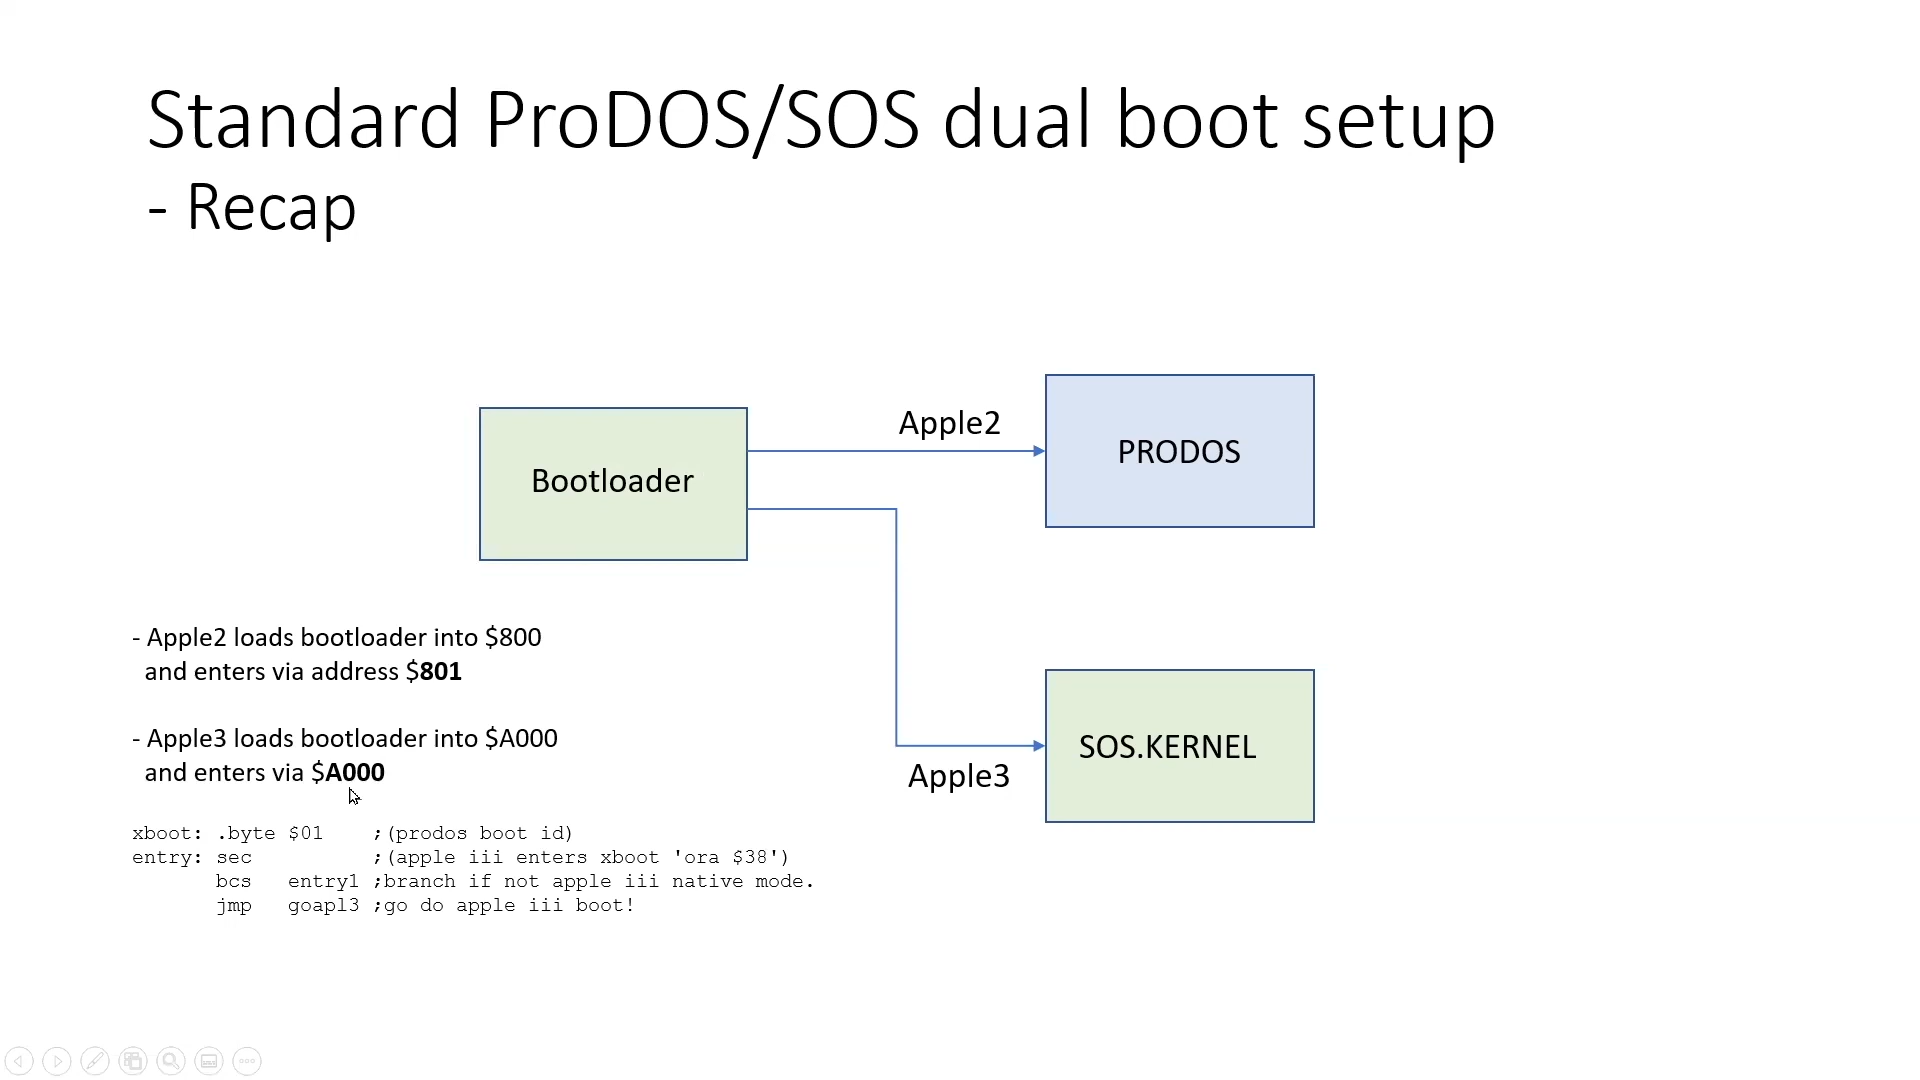 Standard ProDOS/SOS dual boot setup
- Recap
Bootloader
Apple2
PRODOS
Apple3
SOS.KERNEL
- Apple2 loads bootloader into $800
and enters via address $801
- Apple3 loads bootloader into $A000
and enters via $A000
xboot: .byte $01    ;(prodos boot id)
entry: sec          ;(apple iii enters xboot 'ora $38')
       bcs   entry1 ;branch if not apple iii native mode.
       jmp   goapl3 ;go do apple iii boot!